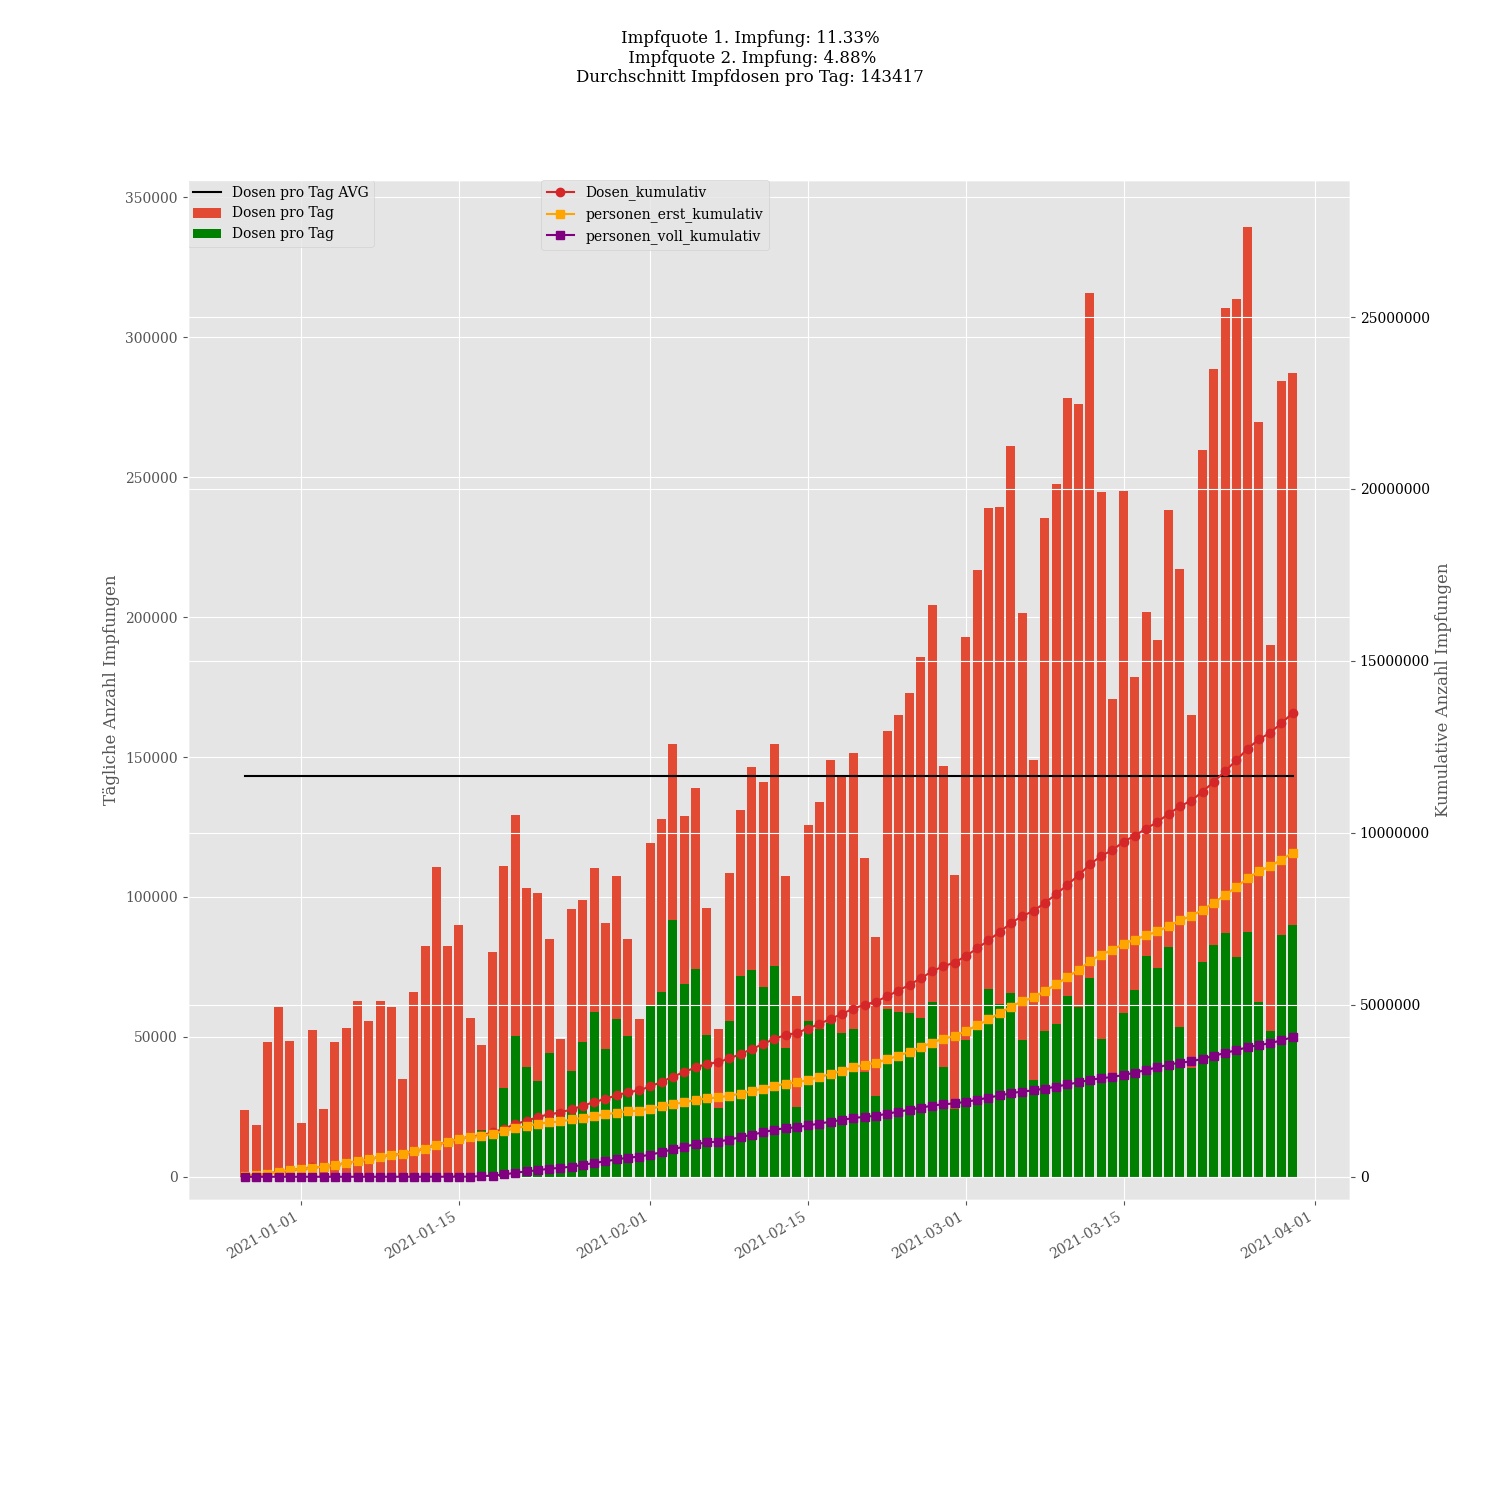 Impfquote 1. Impfung: 11.33%
Impfquote 2. Impfung: 4.88%
Durchschnitt Impfdosen pro Tag: 143417
Dosen pro Tag AVG
Dosen pro Tag
Dosen pro Tag
Dosen_kumulativ
personen_erst_kumulativ
personen_voll_kumulativ
Tägliche Anzahl Impfungen
350000
300000
250000
200000
150000
100000
50000
0
25000000
20000000
15000000
10000000
5000000
0
Kumulative Anzahl Impfungen
2021-01-01
2021-01-15
2021-02-01
2021-02-15
2021-03-01
2021-03-15
2021-04-01